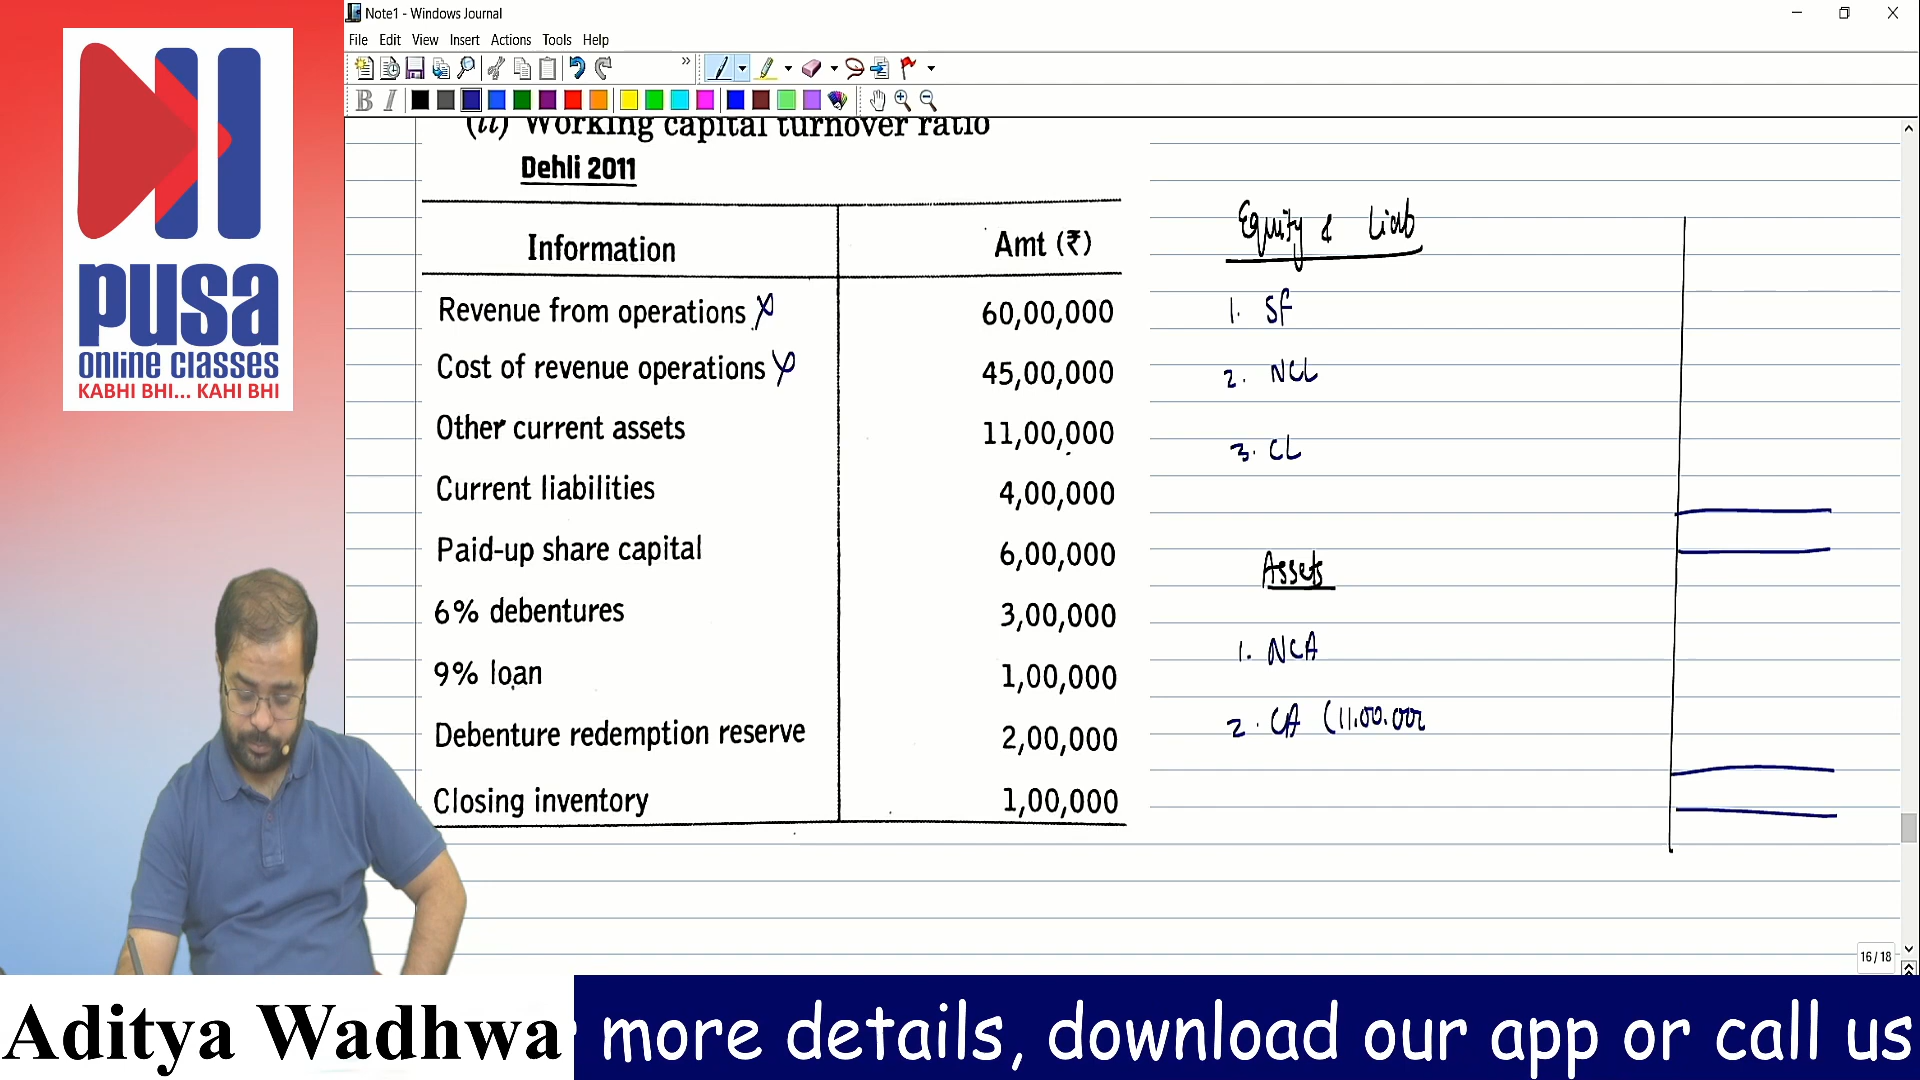 Note1 - Windows Journal
File Edit View Insert Actions Tools Help
B I
(ii) Working capital turnover ratio
Dehli 2011
Information Amt (₹)
Revenue from operations 60,00,000
Cost of revenue operations 45,00,000
Other current assets 11,00,000
Current liabilities 4,00,000
Paid-up share capital 6,00,000
6% debentures 3,00,000
9% loan 1,00,000
Debenture redemption reserve 2,00,000
Closing inventory 1,00,000
Equity & Liab
1. SF
2. NCL
3. CL
Assets
1. NCA
2. CA (11.00.000
16 / 18
pusa
ONLINE CLASSES
KABHI BHI... KAHI BHI
Aditya Wadhwa
more details, download our app or call us